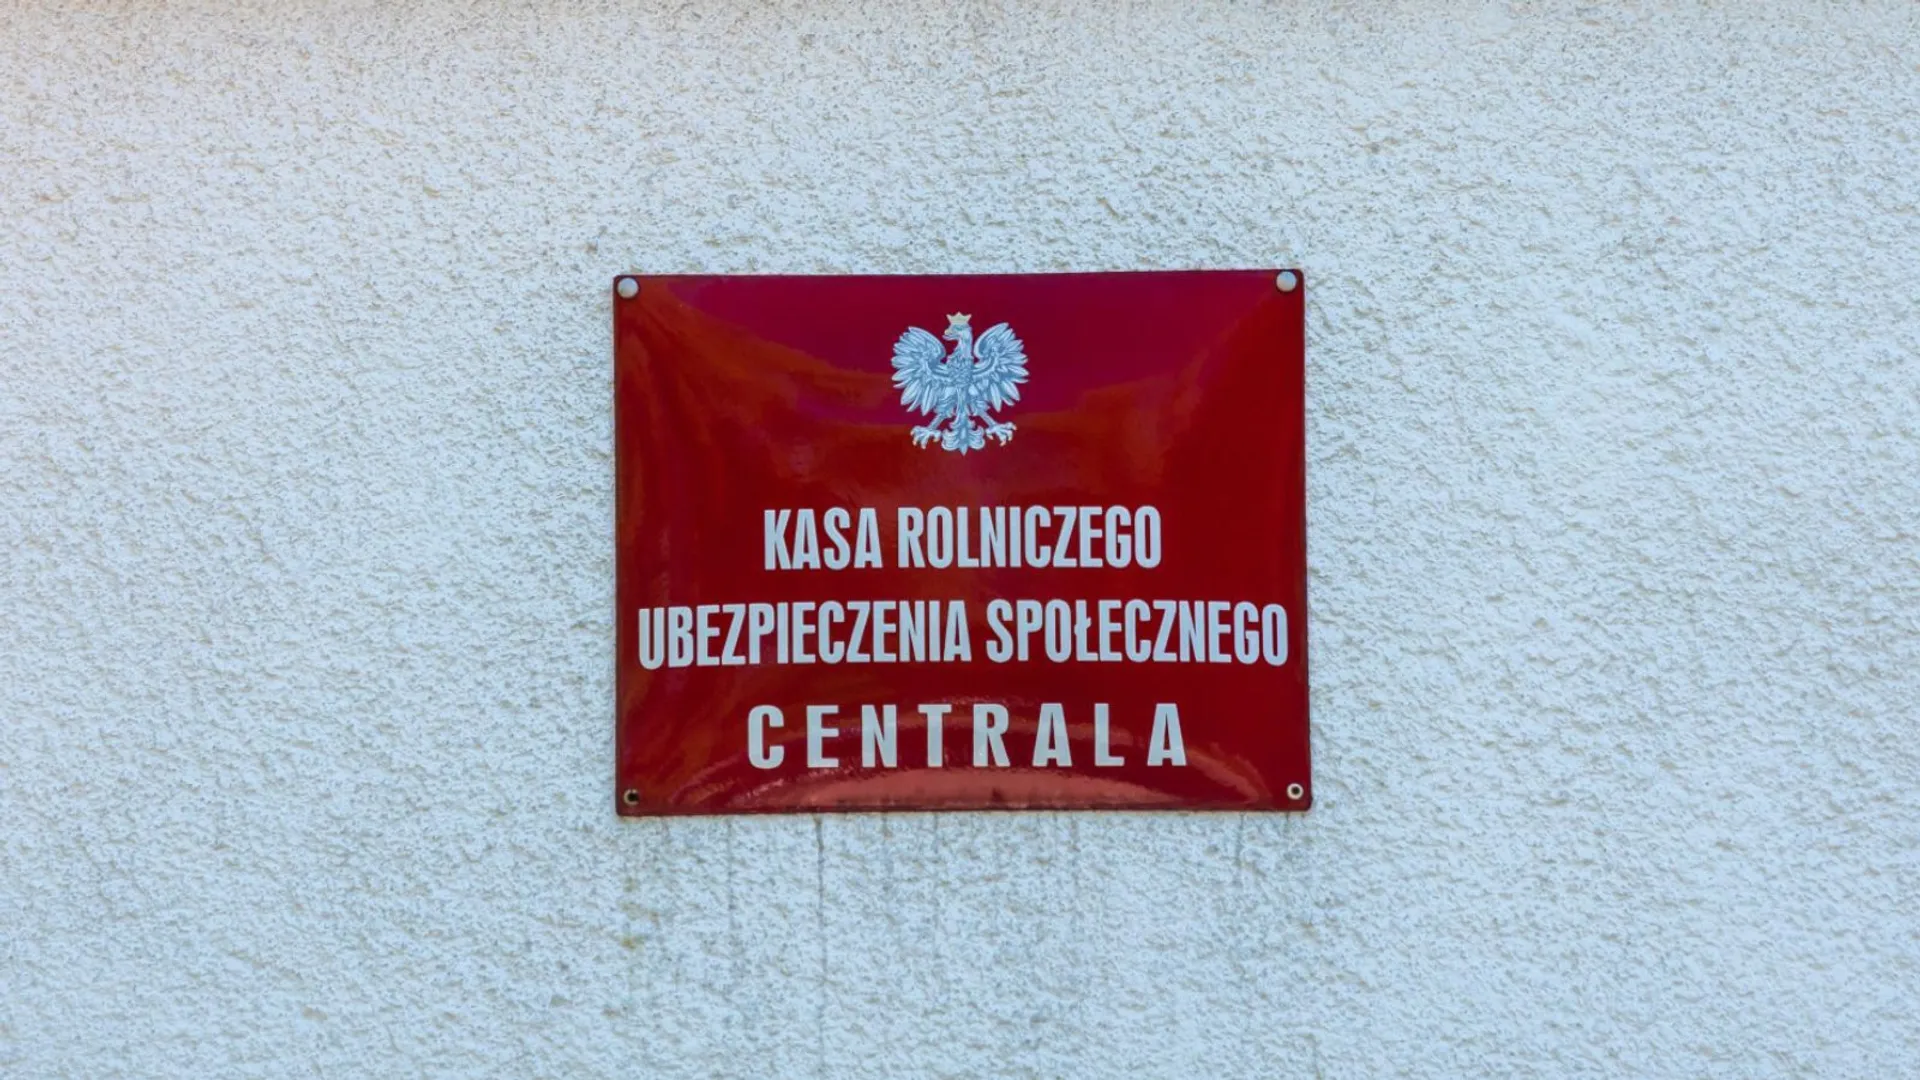 KASA ROLNICZEGO
UBEZPIECZENIA SPOŁECZNEGO
CENTRALA